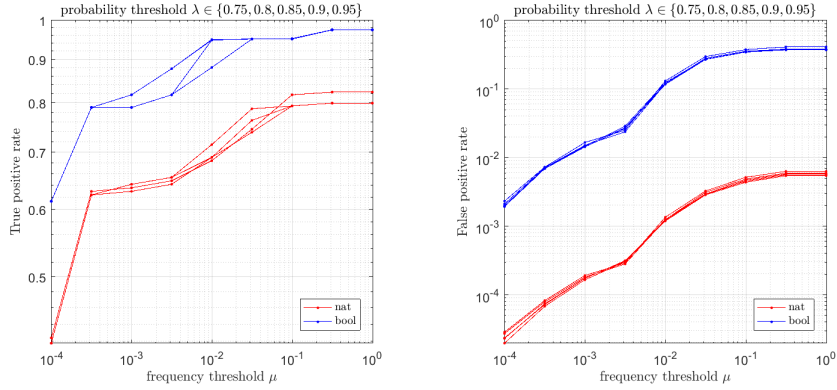 probability threshold λ ∈ {0.75, 0.8, 0.85, 0.9, 0.95}
1
0.9
0.8
0.7
0.6
0.5
True positive rate
nat
bool
10^-4
10^-3
10^-2
10^-1
10^0
frequency threshold μ
probability threshold λ ∈ {0.75, 0.8, 0.85, 0.9, 0.95}
10^0
10^-1
10^-2
10^-3
10^-4
False positive rate
nat
bool
10^-4
10^-3
10^-2
10^-1
10^0
frequency threshold μ